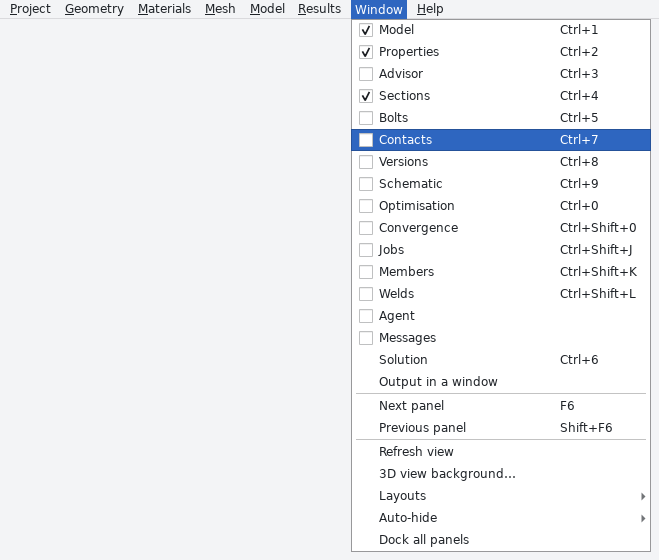 Project Geometry Materials Mesh Model Results Window Help
Model Ctrl+1
Properties Ctrl+2
Advisor Ctrl+3
Sections Ctrl+4
Bolts Ctrl+5
Contacts Ctrl+7
Versions Ctrl+8
Schematic Ctrl+9
Optimisation Ctrl+0
Convergence Ctrl+Shift+0
Jobs Ctrl+Shift+J
Members Ctrl+Shift+K
Welds Ctrl+Shift+L
Agent
Messages
Solution Ctrl+6
Output in a window
Next panel F6
Previous panel Shift+F6
Refresh view
3D view background...
Layouts
Auto-hide
Dock all panels